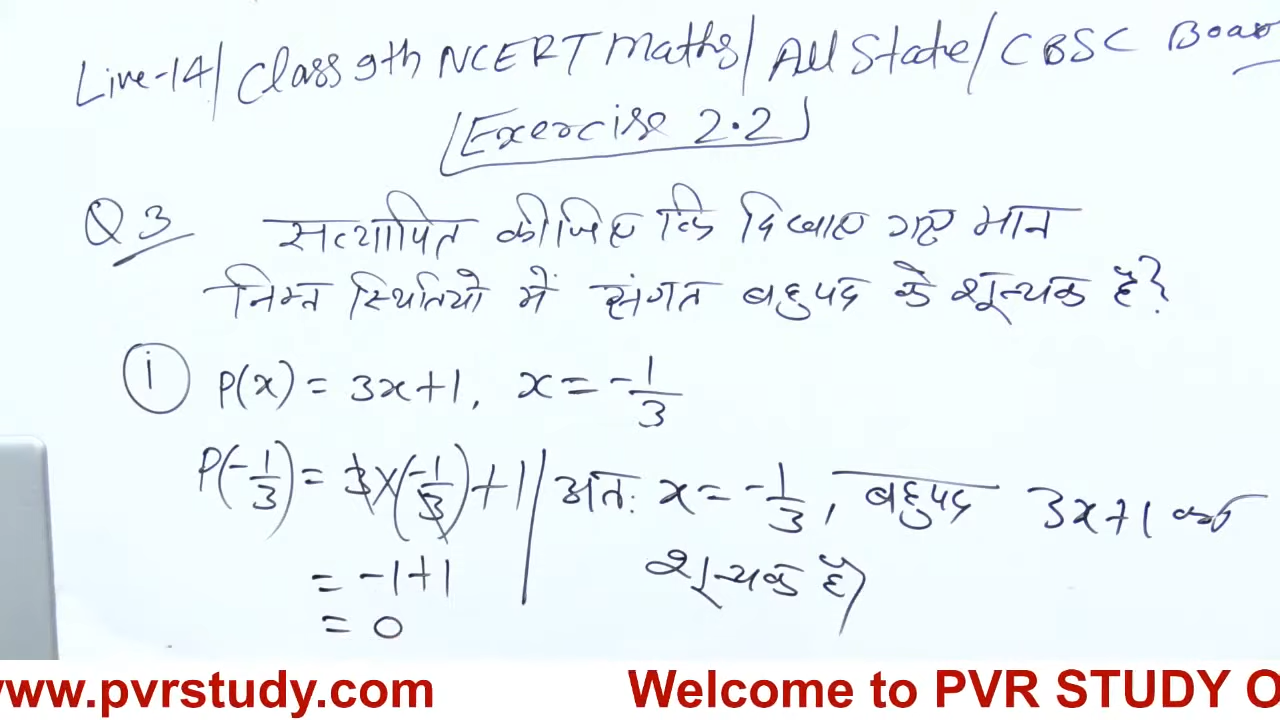 Live-14/ Class 9th NCERT Maths/ All State/ CBSC Boar
Exercise 2.2
Q 3 सत्यापित कीजिए कि दिखाए गए मान
निम्न स्थितियो में संगत बहुपद के शून्यक है?
i P(x) = 3x+1, x = -1/3
P(-1/3) = 3×(-1/3)+1
= -1+1
= 0
अतः x = -1/3, बहुपद 3x+1 का
शून्यक है।
www.pvrstudy.com Welcome to PVR STUDY O